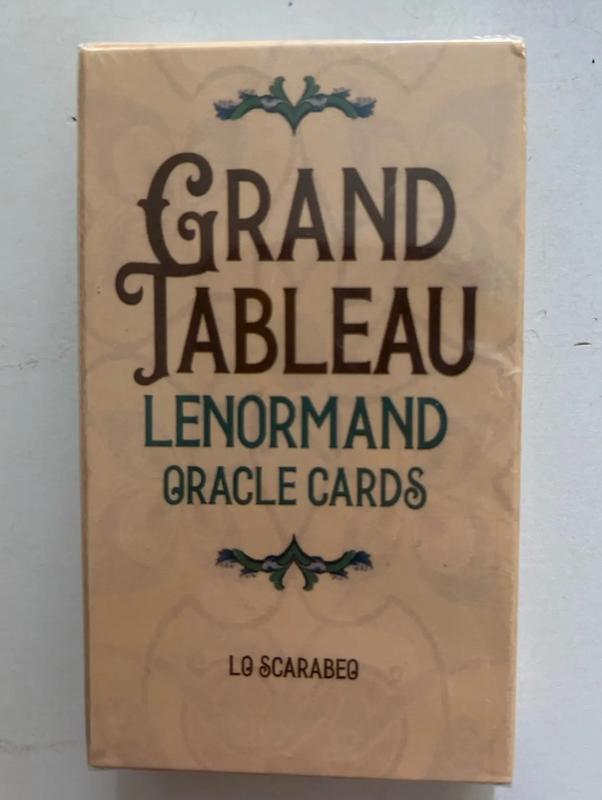 GRAND
TABLEAU
LENORMAND
ORACLE CARDS
LO SCARABEO